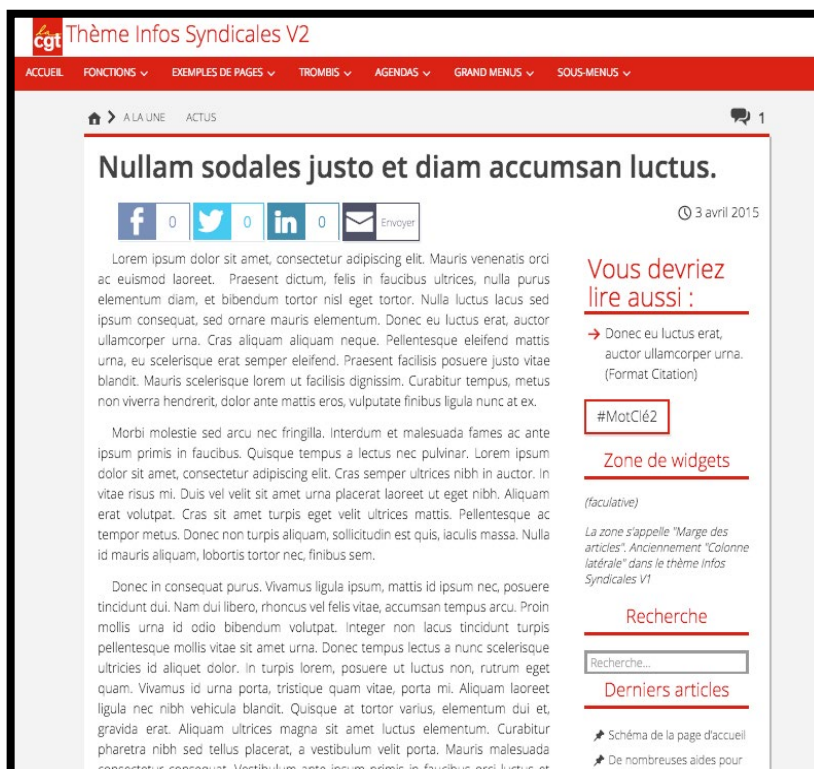 la cgt Thème Infos Syndicales V2
ACCUEIL FONCTIONS EXEMPLES DE PAGES TROMBIS AGENDAS GRAND MENUS SOUS-MENUS
A LA UNE ACTUS 1
Nullam sodales justo et diam accumsan luctus.
f 0 0 in 0 Envoyer
3 avril 2015
Lorem ipsum dolor sit amet, consectetur adipiscing elit. Mauris venenatis orci
ac euismod laoreet. Praesent dictum, felis in faucibus ultrices, nulla purus
elementum diam, et bibendum tortor nisl eget tortor. Nulla luctus lacus sed
ipsum consequat, sed ornare mauris elementum. Donec eu luctus erat, auctor
ullamcorper urna. Cras aliquam aliquam neque. Pellentesque eleifend mattis
urna, eu scelerisque erat semper eleifend. Praesent facilisis posuere justo vitae
blandit. Mauris scelerisque lorem ut facilisis dignissim. Curabitur tempus, metus
non viverra hendrerit, dolor ante mattis eros, vulputate finibus ligula nunc at ex.
Morbi molestie sed arcu nec fringilla. Interdum et malesuada fames ac ante
ipsum primis in faucibus. Quisque tempus a lectus nec pulvinar. Lorem ipsum
dolor sit amet, consectetur adipiscing elit. Cras semper ultrices nibh in auctor. In
vitae risus mi. Duis vel velit sit amet urna placerat laoreet ut eget nibh. Aliquam
erat volutpat. Cras sit amet turpis eget velit ultrices mattis. Pellentesque ac
tempor metus. Donec non turpis aliquam, sollicitudin est quis, iaculis massa. Nulla
id mauris aliquam, lobortis tortor nec, finibus sem.
Donec in consequat purus. Vivamus ligula ipsum, mattis id ipsum nec, posuere
tincidunt dui. Nam dui libero, rhoncus vel felis vitae, accumsan tempus arcu. Proin
mollis urna id odio bibendum volutpat. Integer non lacus tincidunt turpis
pellentesque mollis vitae sit amet urna. Donec tempus lectus a nunc scelerisque
ultricies id aliquet dolor. In turpis lorem, posuere ut luctus non, rutrum eget
quam. Vivamus id urna porta, tristique quam vitae, porta mi. Aliquam laoreet
ligula nec nibh vehicula blandit. Quisque at tortor varius, elementum dui et,
gravida erat. Aliquam ultrices magna sit amet luctus elementum. Curabitur
pharetra nibh sed tellus placerat, a vestibulum velit porta. Mauris malesuada
consectetur consequat. Vestibulum ante ipsum primis in faucibus orci luctus et
Vous devriez
lire aussi :
Donec eu luctus erat,
auctor ullamcorper urna.
(Format Citation)
#MotClé2
Zone de widgets
(faculative)
La zone s'appelle "Marge des
articles". Anciennement "Colonne
latérale" dans le thème Infos
Syndicales V1
Recherche
Recherche...
Derniers articles
Schéma de la page d'accueil
De nombreuses aides pour